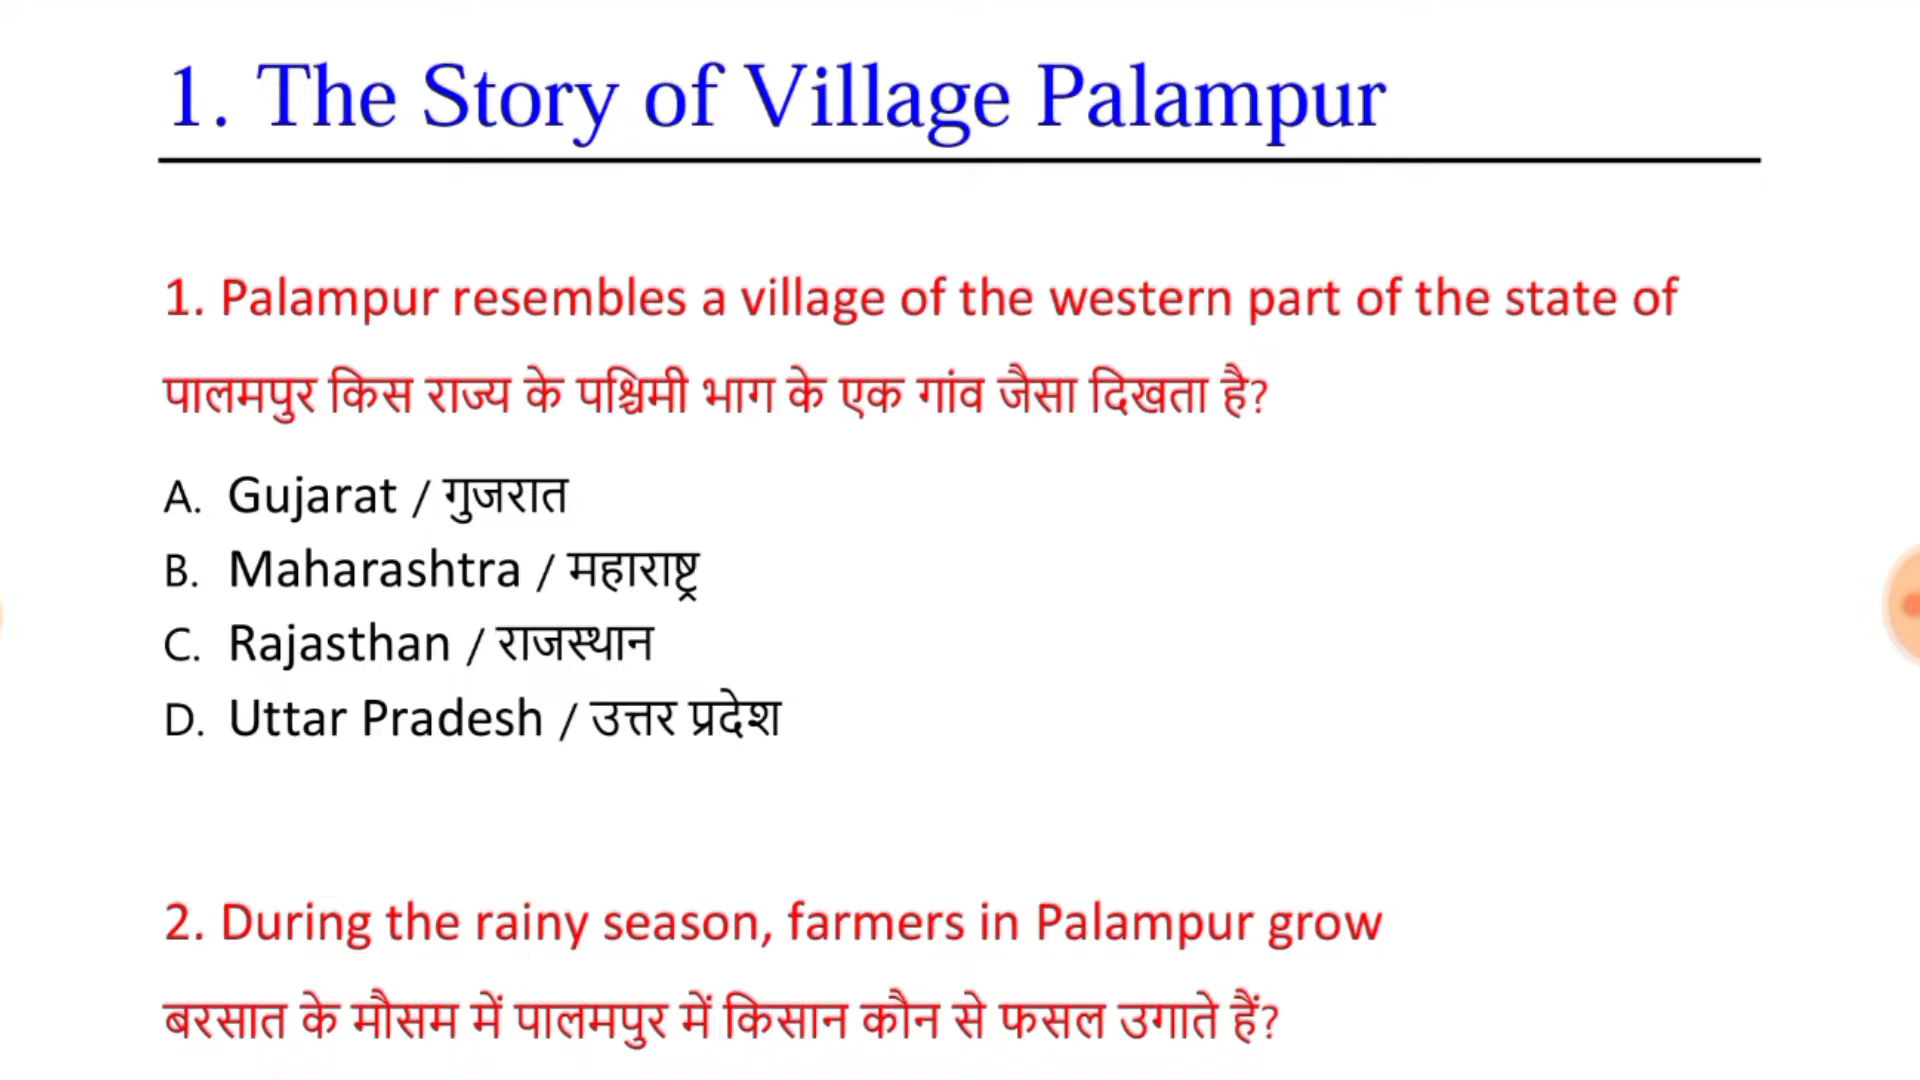 1. The Story of Village Palampur
1. Palampur resembles a village of the western part of the state of
पालमपुर किस राज्य के पश्चिमी भाग के एक गांव जैसा दिखता है?
A. Gujarat / गुजरात
B. Maharashtra / महाराष्ट्र
C. Rajasthan / राजस्थान
D. Uttar Pradesh / उत्तर प्रदेश
2. During the rainy season, farmers in Palampur grow
बरसात के मौसम में पालमपुर में किसान कौन से फसल उगाते हैं?